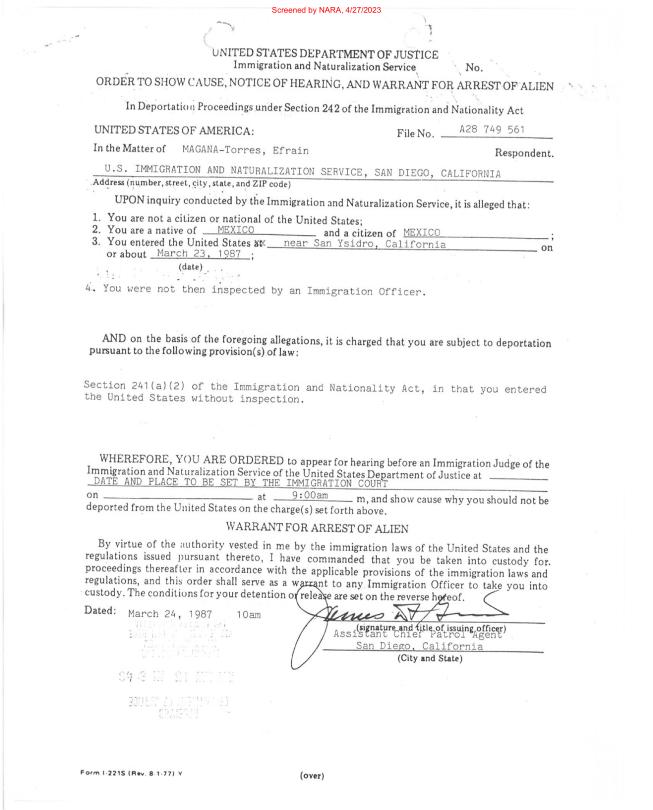 Screened by NARA, 4/27/2023
UNITED STATES DEPARTMENT OF JUSTICE
Immigration and Naturalization Service No.
ORDER TO SHOW CAUSE, NOTICE OF HEARING, AND WARRANT FOR ARREST OF ALIEN
In Deportation Proceedings under Section 242 of the Immigration and Nationality Act
UNITED STATES OF AMERICA: File No. A28 749 561
In the Matter of MAGANA-Torres, Efrain Respondent.
U.S. IMMIGRATION AND NATURALIZATION SERVICE, SAN DIEGO, CALIFORNIA
Address (number, street, city, state, and ZIP code)
UPON inquiry conducted by the Immigration and Naturalization Service, it is alleged that:
1. You are not a citizen or national of the United States;
2. You are a native of MEXICO and a citizen of MEXICO ;
3. You entered the United States near San Ysidro, California on
or about March 23, 1987 ;
(date)
4. You were not then inspected by an Immigration Officer.
AND on the basis of the foregoing allegations, it is charged that you are subject to deportation
pursuant to the following provision(s) of law:
Section 241(a)(2) of the Immigration and Nationality Act, in that you entered
the United States without inspection.
WHEREFORE, YOU ARE ORDERED to appear for hearing before an Immigration Judge of the
Immigration and Naturalization Service of the United States Department of Justice at
DATE AND PLACE TO BE SET BY THE IMMIGRATION COURT
on at 9:00am m, and show cause why you should not be
deported from the United States on the charge(s) set forth above.
WARRANT FOR ARREST OF ALIEN
By virtue of the authority vested in me by the immigration laws of the United States and the
regulations issued pursuant thereto, I have commanded that you be taken into custody for
proceedings thereafter in accordance with the applicable provisions of the immigration laws and
regulations, and this order shall serve as a warrant to any Immigration Officer to take you into
custody. The conditions for your detention or release are set on the reverse hereof.
Dated: March 24, 1987 10am
(signature and title of issuing officer)
Assistant Chief Patrol Agent
San Diego, California
(City and State)
Form I-221S (Rev. 8-1-77) Y
(over)